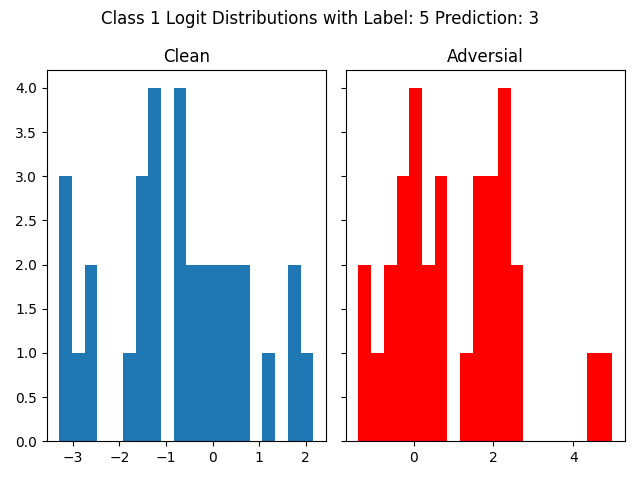 Class 1 Logit Distributions with Label: 5 Prediction: 3
Clean
Adversial
4.0
3.5
3.0
2.5
2.0
1.5
1.0
0.5
0.0
−3 −2 −1 0 1 2
0 2 4